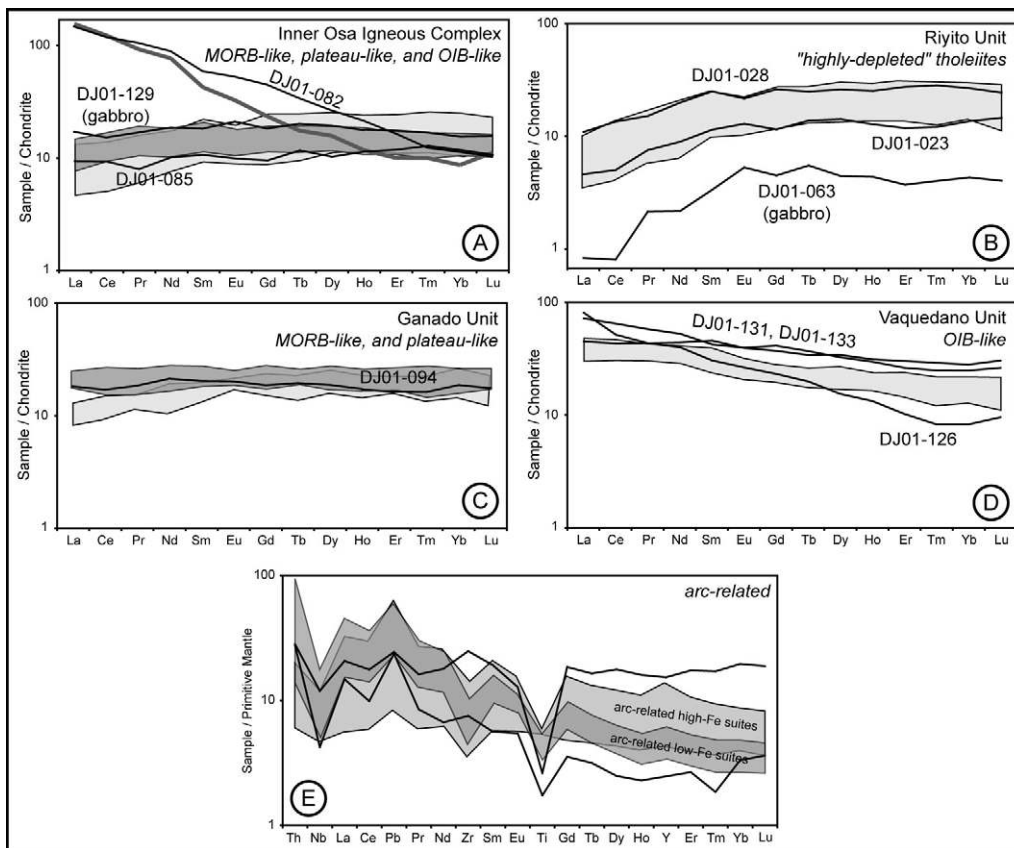 100
10
1
Sample / Chondrite
Inner Osa Igneous Complex
MORB-like, plateau-like, and OIB-like
DJ01-082
DJ01-129
(gabbro)
DJ01-085
A
La Ce Pr Nd Sm Eu Gd Tb Dy Ho Er Tm Yb Lu
100
10
1
Sample / Chondrite
Riyito Unit
"highly-depleted" tholeiites
DJ01-028
DJ01-023
DJ01-063
(gabbro)
B
La Ce Pr Nd Sm Eu Gd Tb Dy Ho Er Tm Yb Lu
100
10
1
Sample / Chondrite
Ganado Unit
MORB-like, and plateau-like
DJ01-094
C
La Ce Pr Nd Sm Eu Gd Tb Dy Ho Er Tm Yb Lu
100
10
1
Sample / Chondrite
Vaquedano Unit
OIB-like
DJ01-131, DJ01-133
DJ01-126
D
La Ce Pr Nd Sm Eu Gd Tb Dy Ho Er Tm Yb Lu
100
10
1
Sample / Primitive Mantle
arc-related
arc-related high-Fe suites
arc-related low-Fe suites
E
Th Nb La Ce Pb Pr Nd Zr Sm Eu Ti Gd Tb Dy Ho Y Er Tm Yb Lu